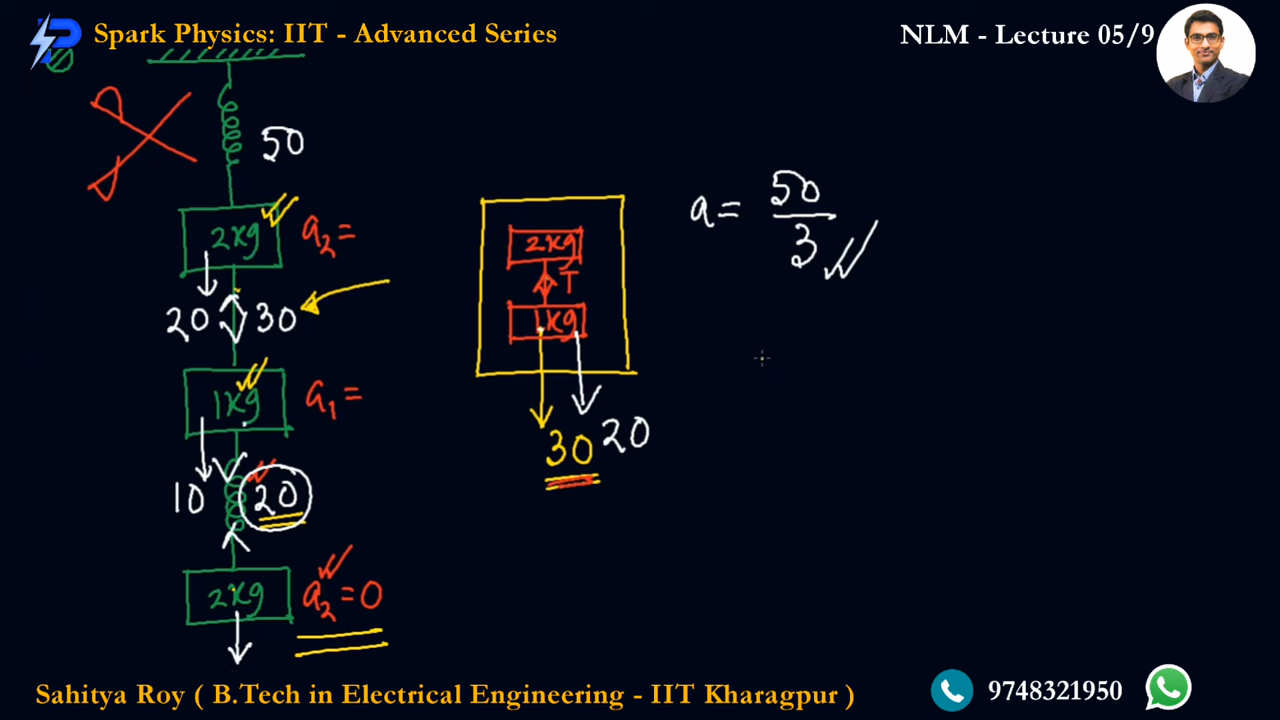 Spark Physics: IIT - Advanced Series
NLM - Lecture 05/9
50
2kg
a2=
20
30
1kg
a1=
10
20
2kg
a2=0
2kg
T
1kg
30
20
a= 50/3
Sahitya Roy ( B.Tech in Electrical Engineering - IIT Kharagpur )
9748321950